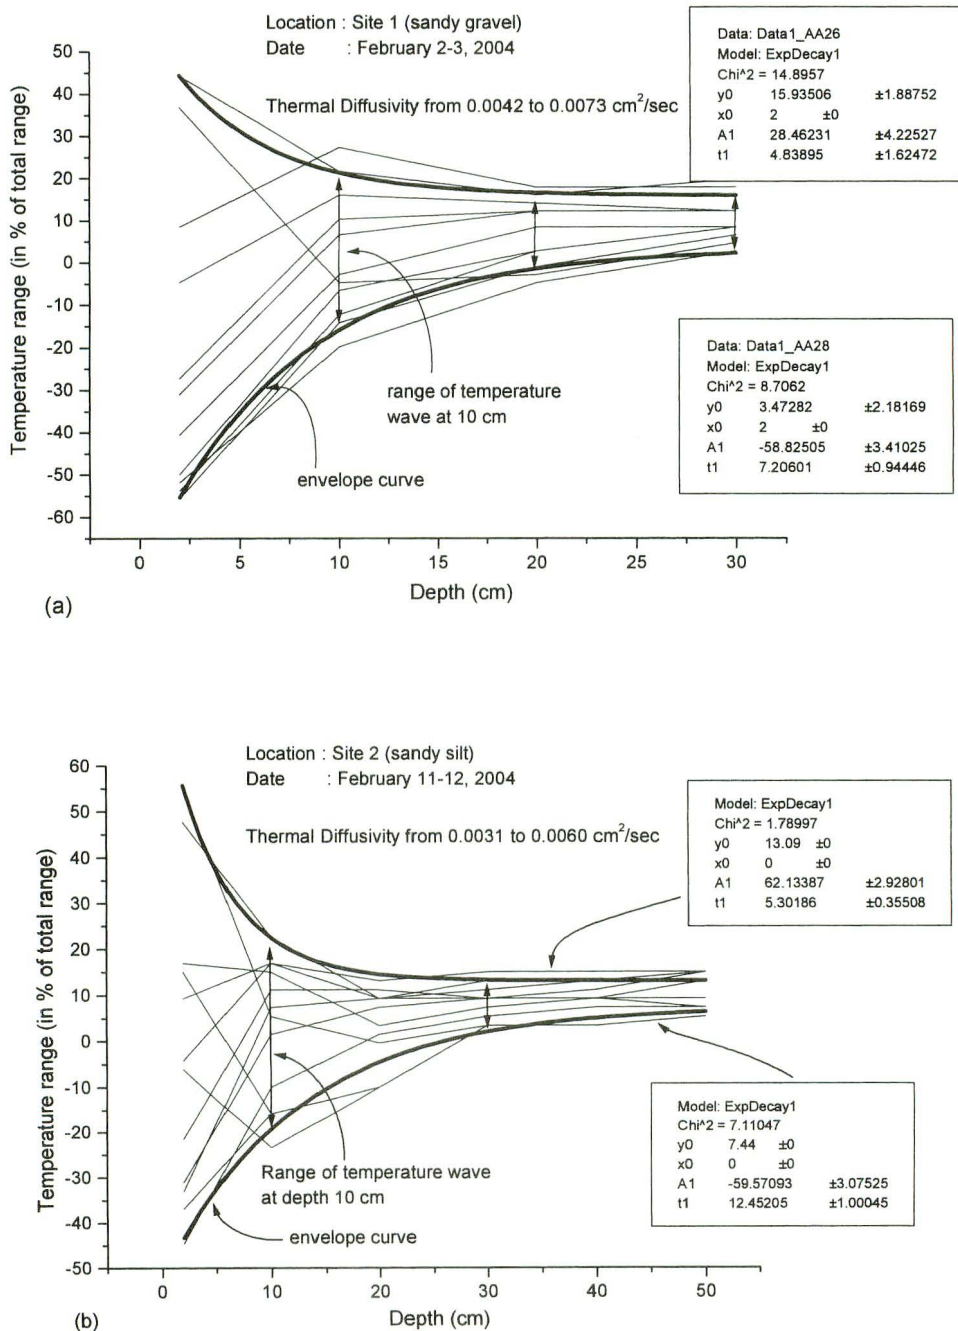 Location : Site 1 (sandy gravel)
Date : February 2-3, 2004
Thermal Diffusivity from 0.0042 to 0.0073 cm²/sec
Data: Data1_AA26
Model: ExpDecay1
Chi^2 = 14.8957
y0 15.93506 ±1.88752
x0 2 ±0
A1 28.46231 ±4.22527
t1 4.83895 ±1.62472
Temperature range (in % of total range)
50
40
30
20
10
0
-10
-20
-30
-40
-50
-60
range of temperature
wave at 10 cm
envelope curve
Data: Data1_AA28
Model: ExpDecay1
Chi^2 = 8.7062
y0 3.47282 ±2.18169
x0 2 ±0
A1 -58.82505 ±3.41025
t1 7.20601 ±0.94446
0 5 10 15 20 25 30
Depth (cm)
(a)
Location : Site 2 (sandy silt)
Date : February 11-12, 2004
Thermal Diffusivity from 0.0031 to 0.0060 cm²/sec
Model: ExpDecay1
Chi^2 = 1.78997
y0 13.09 ±0
x0 0 ±0
A1 62.13387 ±2.92801
t1 5.30186 ±0.35508
Temperature range (in % of total range)
60
50
40
30
20
10
0
-10
-20
-30
-40
-50
Range of temperature wave
at depth 10 cm
envelope curve
Model: ExpDecay1
Chi^2 = 7.11047
y0 7.44 ±0
x0 0 ±0
A1 -59.57093 ±3.07525
t1 12.45205 ±1.00045
0 10 20 30 40 50
Depth (cm)
(b)